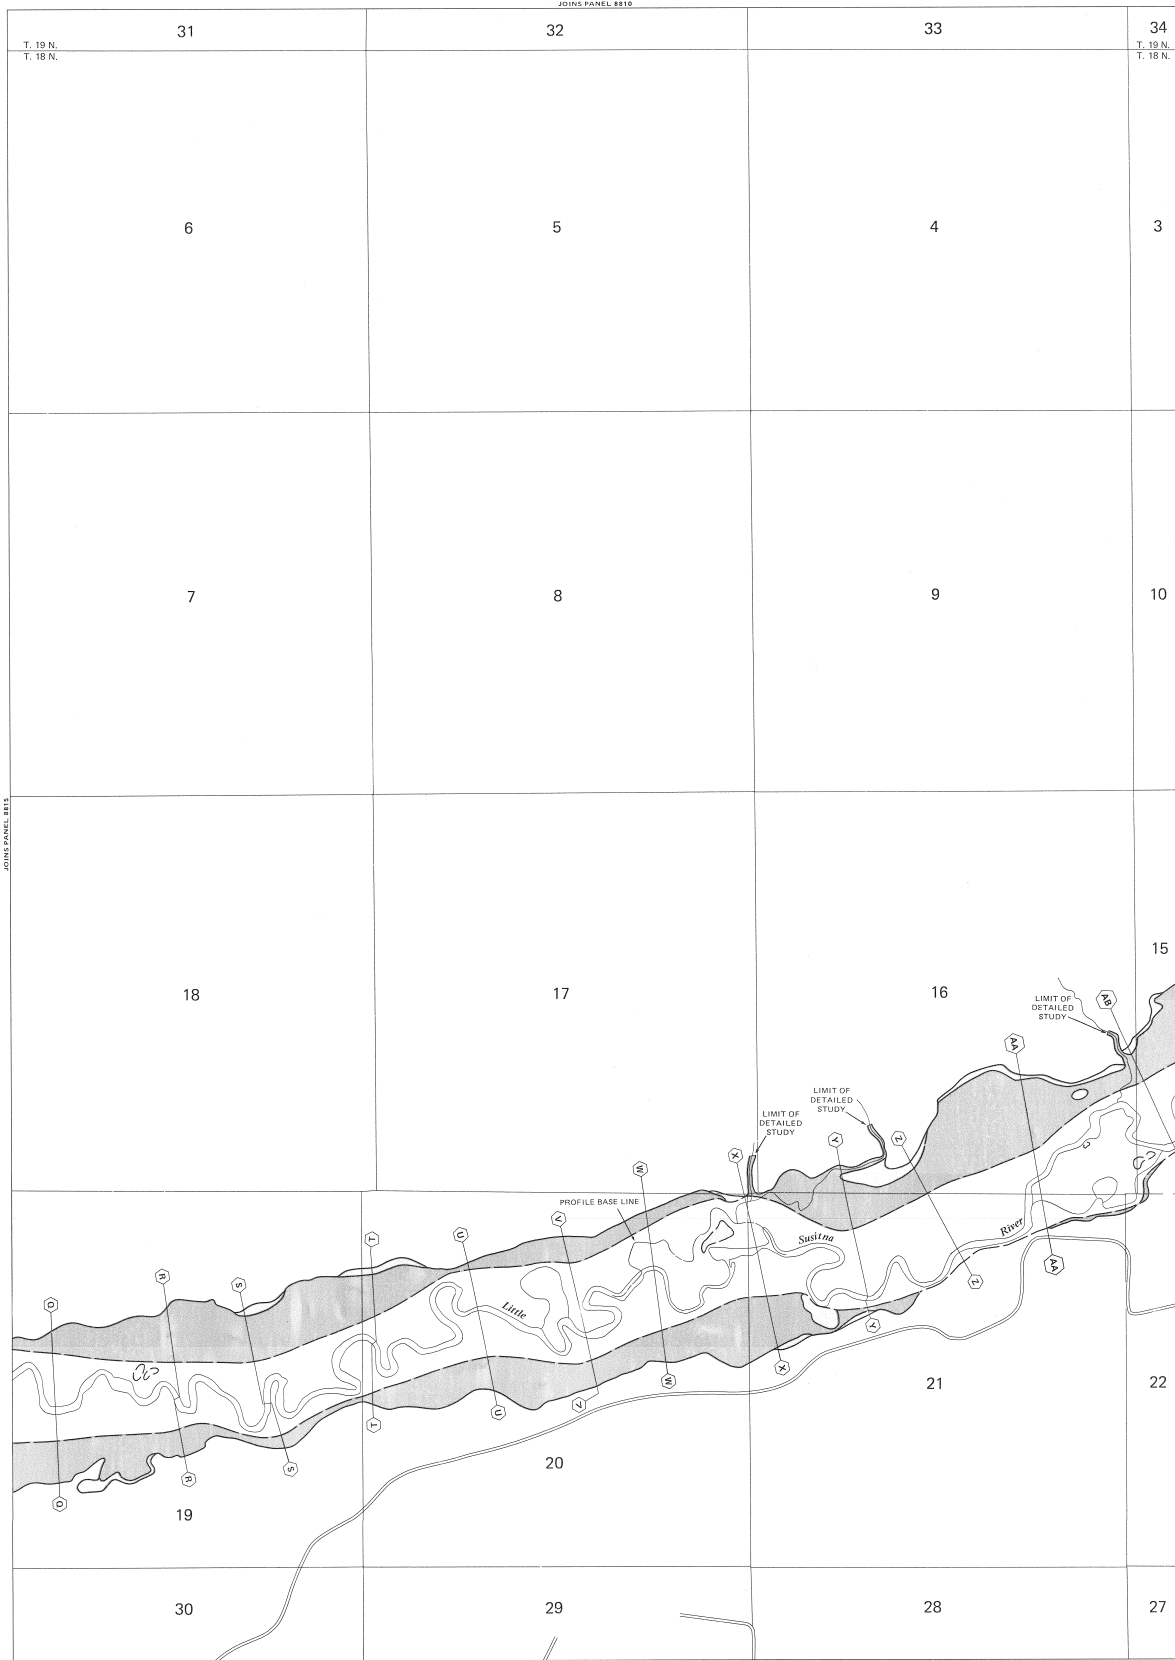 JOINS PANEL 8810
31
32
33
34
T. 19 N.
T. 18 N.
T. 19 N.
T. 18 N.
6
5
4
3
7
8
9
10
JOINS PANEL 8815
15
18
17
16
LIMIT OF
DETAILED
STUDY
AB
AA
LIMIT OF
DETAILED
STUDY
LIMIT OF
DETAILED
STUDY
Z
Y
X
W
PROFILE BASE LINE
V
U
T
S
R
Q
Little
Susitna
River
AA
Z
Y
X
W
V
U
T
S
R
Q
21
22
20
19
30
29
28
27